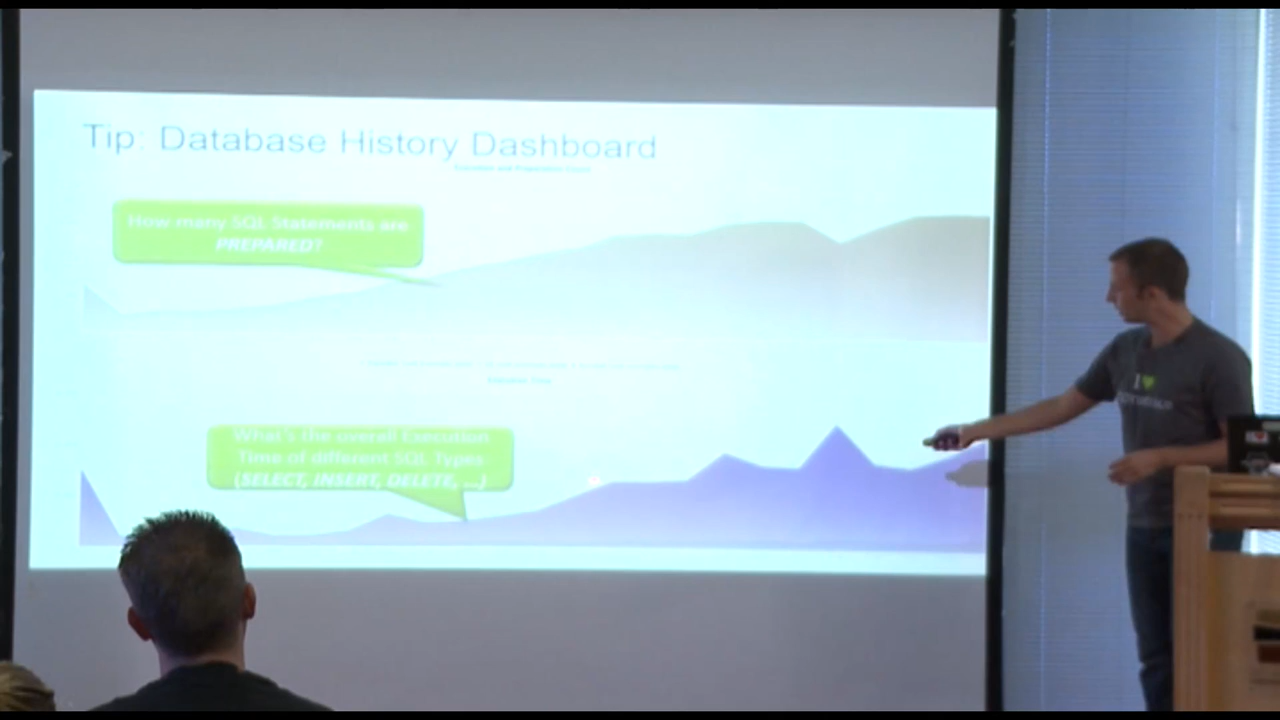 Tip: Database History Dashboard
How many SQL Statements are
PREPARED?
What's the overall Execution
Time of different SQL Types
(SELECT, INSERT, DELETE, ...)
I